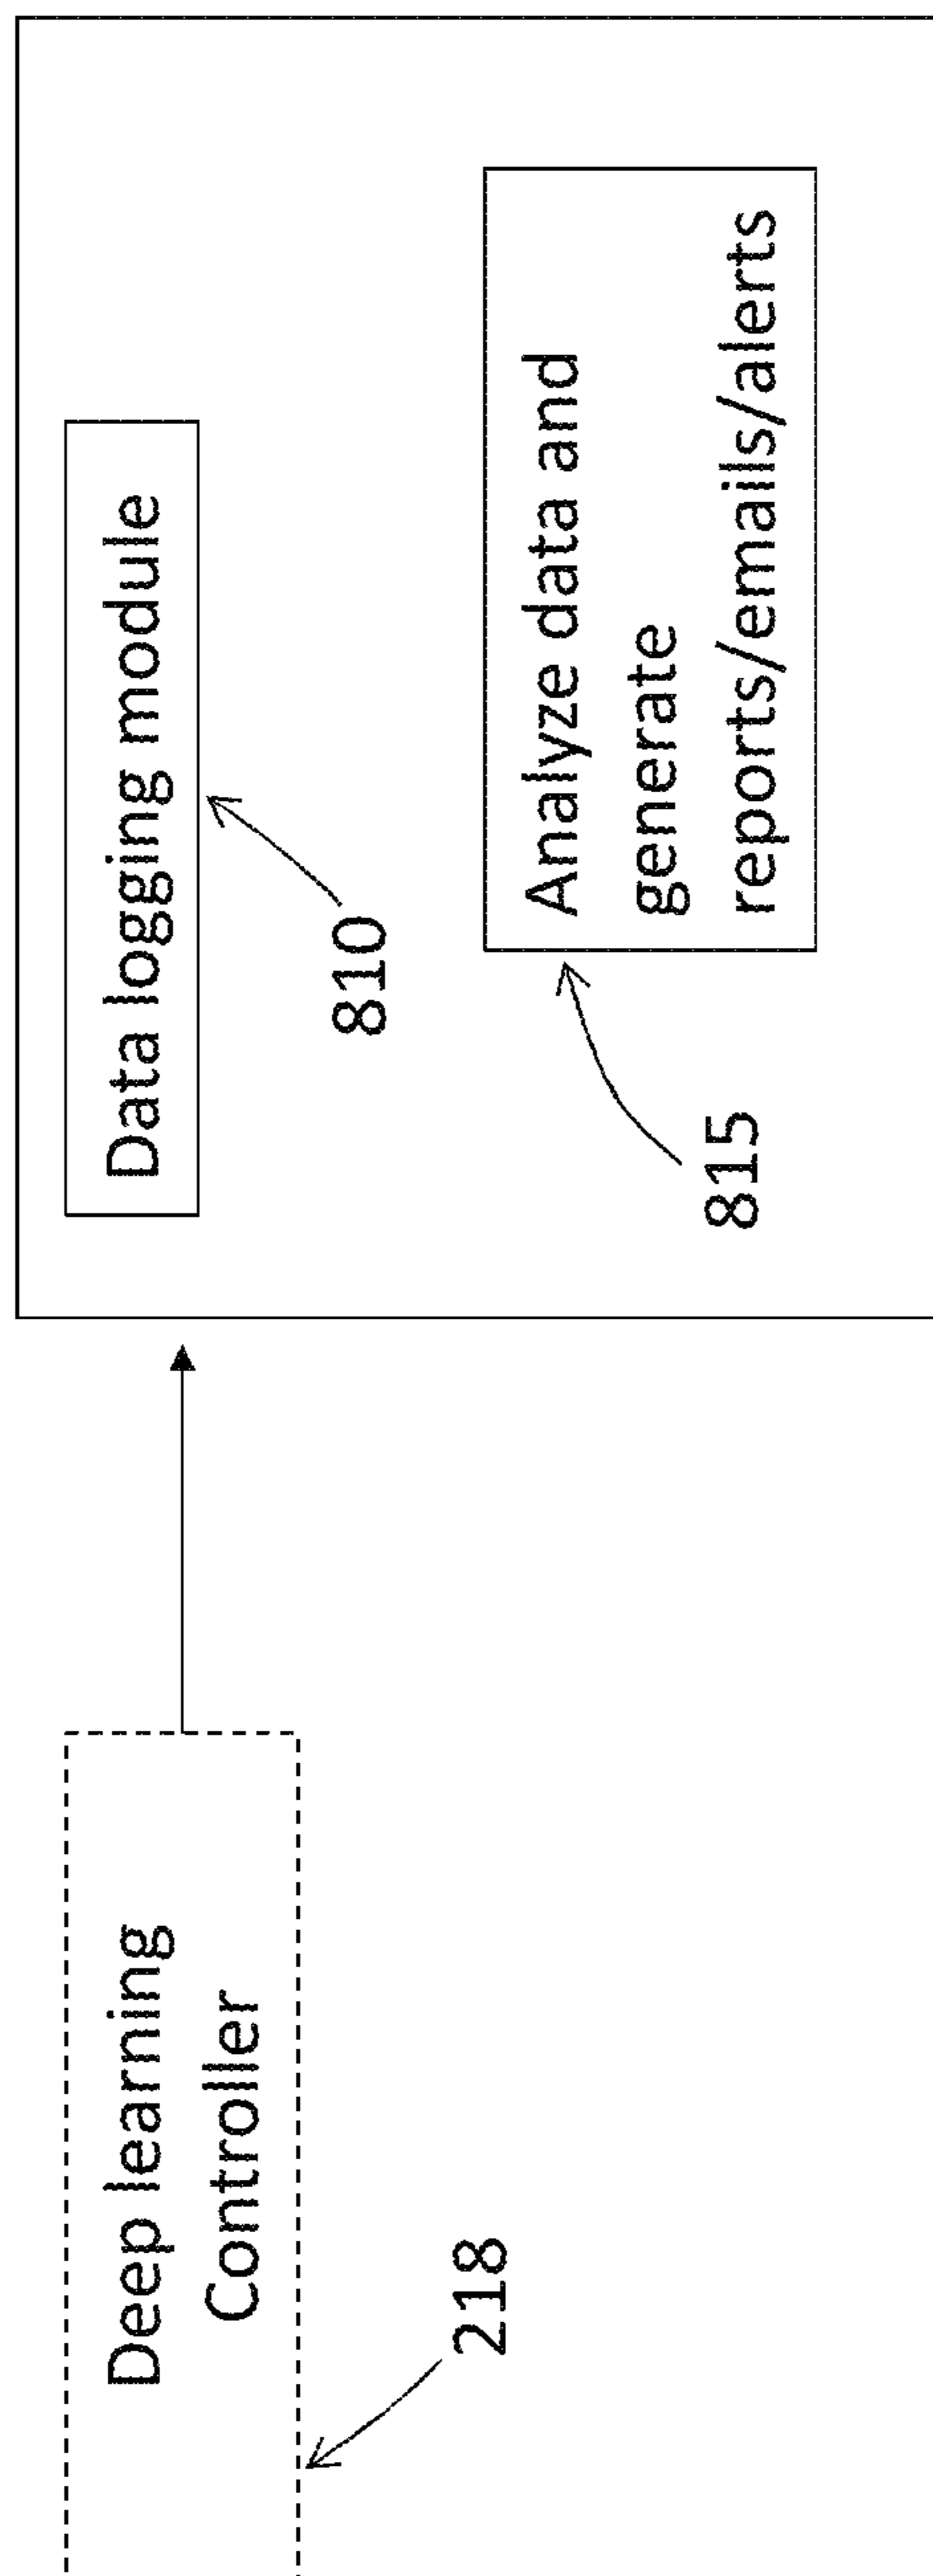 Deep learning
Controller
218
Data logging module
810
Analyze data and
generate
reports/emails/alerts
815